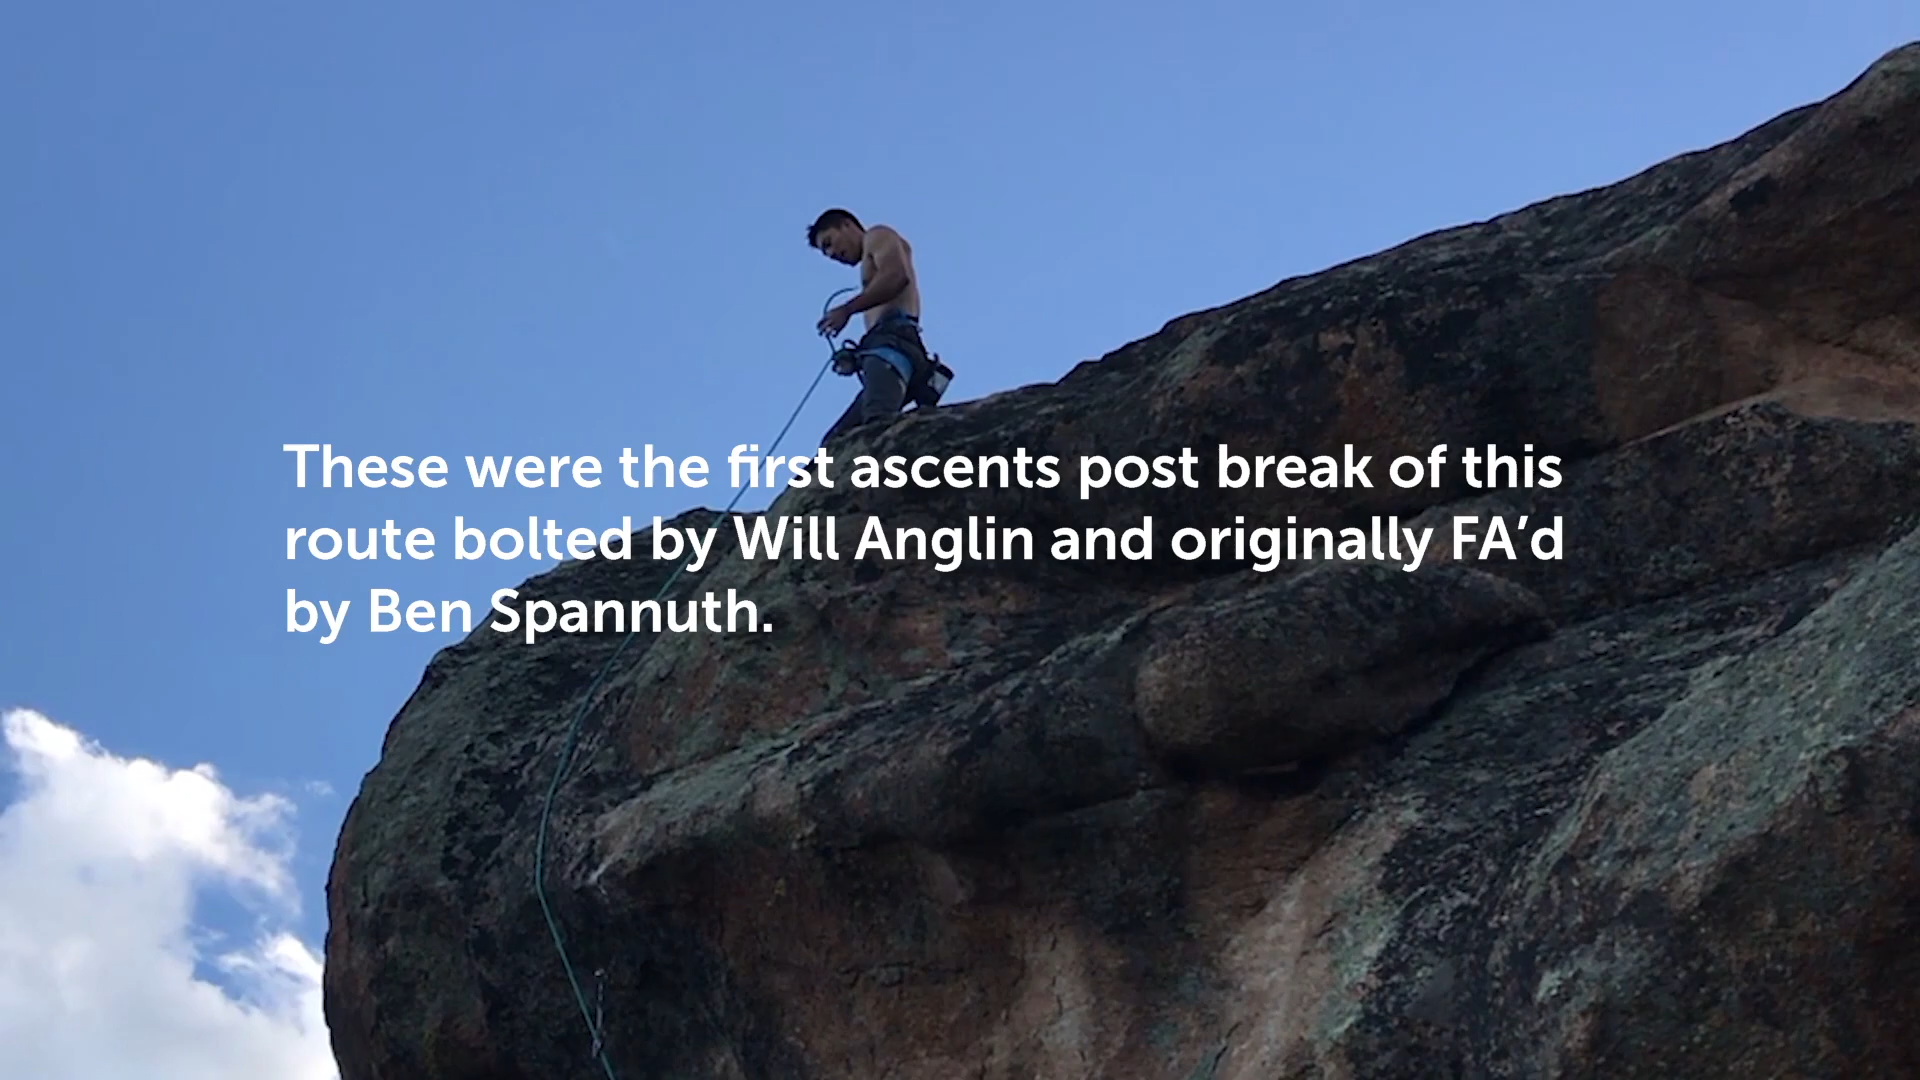 These were the first ascents post break of this
route bolted by Will Anglin and originally FA’d
by Ben Spannuth.